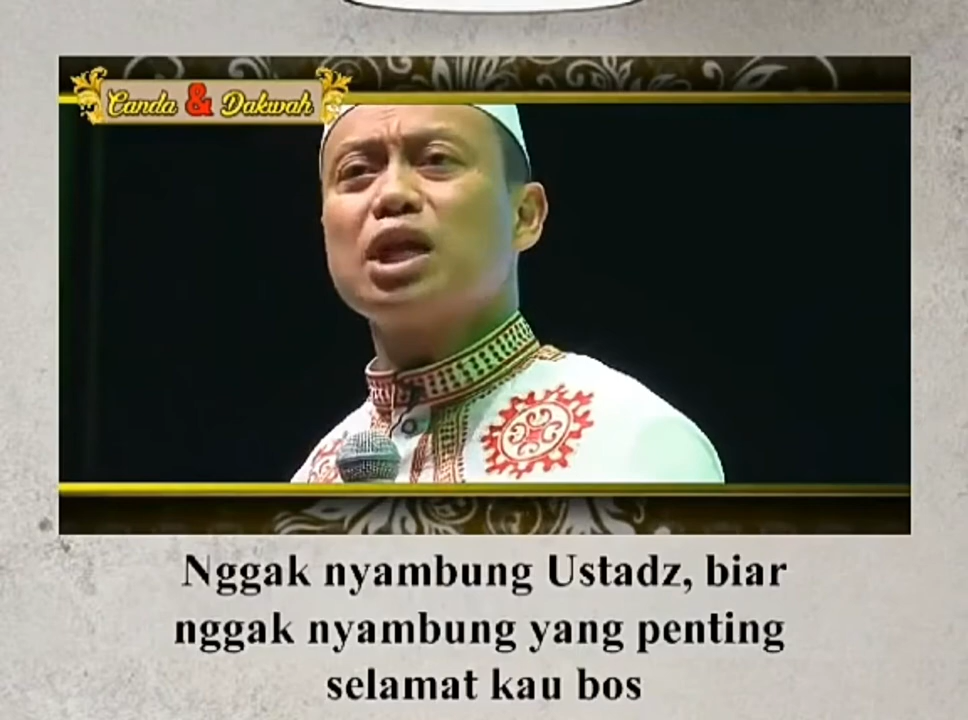 Canda & Dakwah
Nggak nyambung Ustadz, biar
nggak nyambung yang penting
selamat kau bos